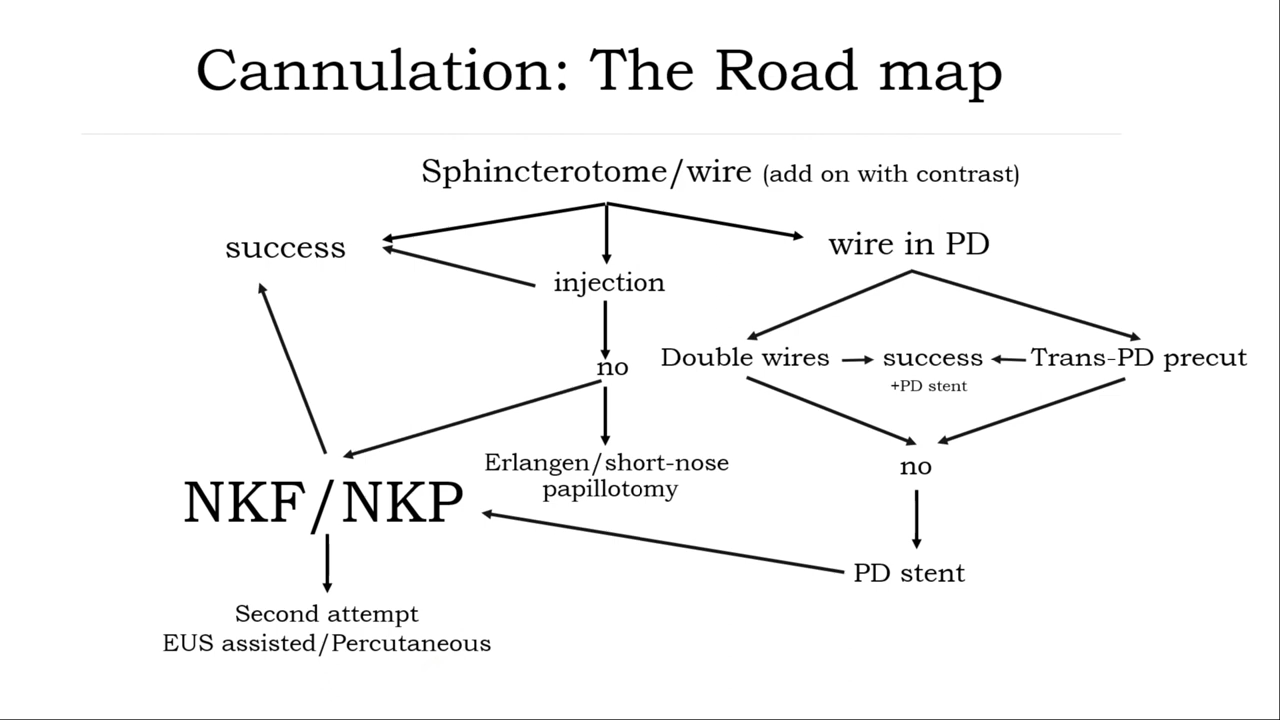 Cannulation: The Road map
Sphincterotome/wire (add on with contrast)
success
wire in PD
injection
no
Double wires
success
Trans-PD precut
+PD stent
Erlangen/short-nose
papillotomy
no
NKF/NKP
PD stent
Second attempt
EUS assisted/Percutaneous